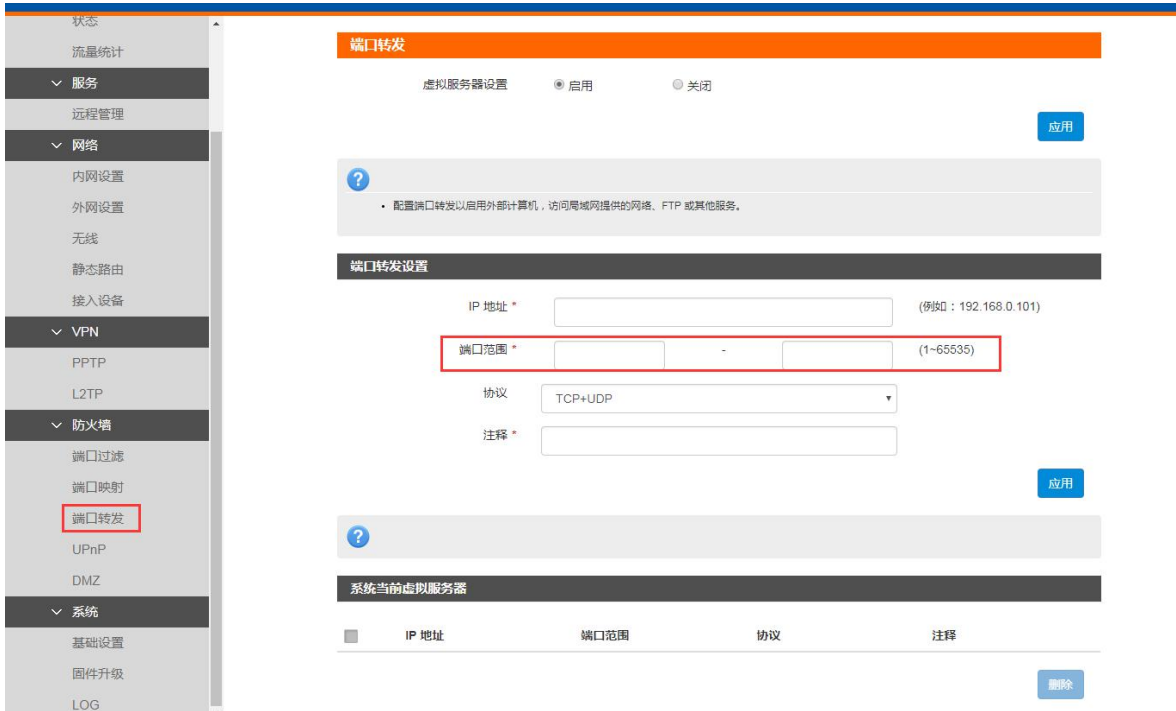 状态
流量统计
服务
远程管理
网络
内网设置
外网设置
无线
静态路由
接入设备
VPN
PPTP
L2TP
防火墙
端口过滤
端口映射
端口转发
UPnP
DMZ
系统
基础设置
固件升级
LOG
端口转发
虚拟服务器设置 启用 关闭
应用
• 配置端口转发以启用外部计算机，访问局域网提供的网络、FTP 或其他服务。
端口转发设置
IP 地址 * (例如：192.168.0.101)
端口范围 * - (1~65535)
协议 TCP+UDP
注释 *
应用
系统当前虚拟服务器
IP 地址 端口范围 协议 注释
删除